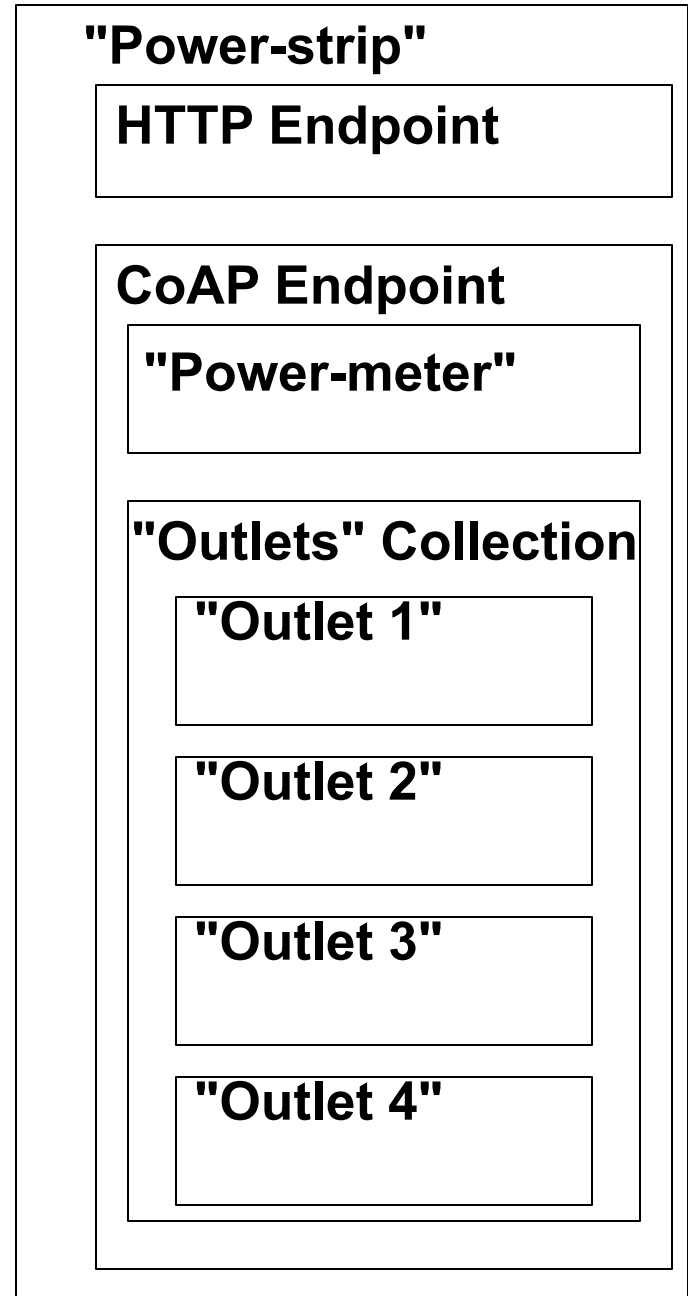 "Power-strip"
HTTP Endpoint
CoAP Endpoint
"Power-meter"
"Outlets" Collection
"Outlet 1"
"Outlet 2"
"Outlet 3"
"Outlet 4"